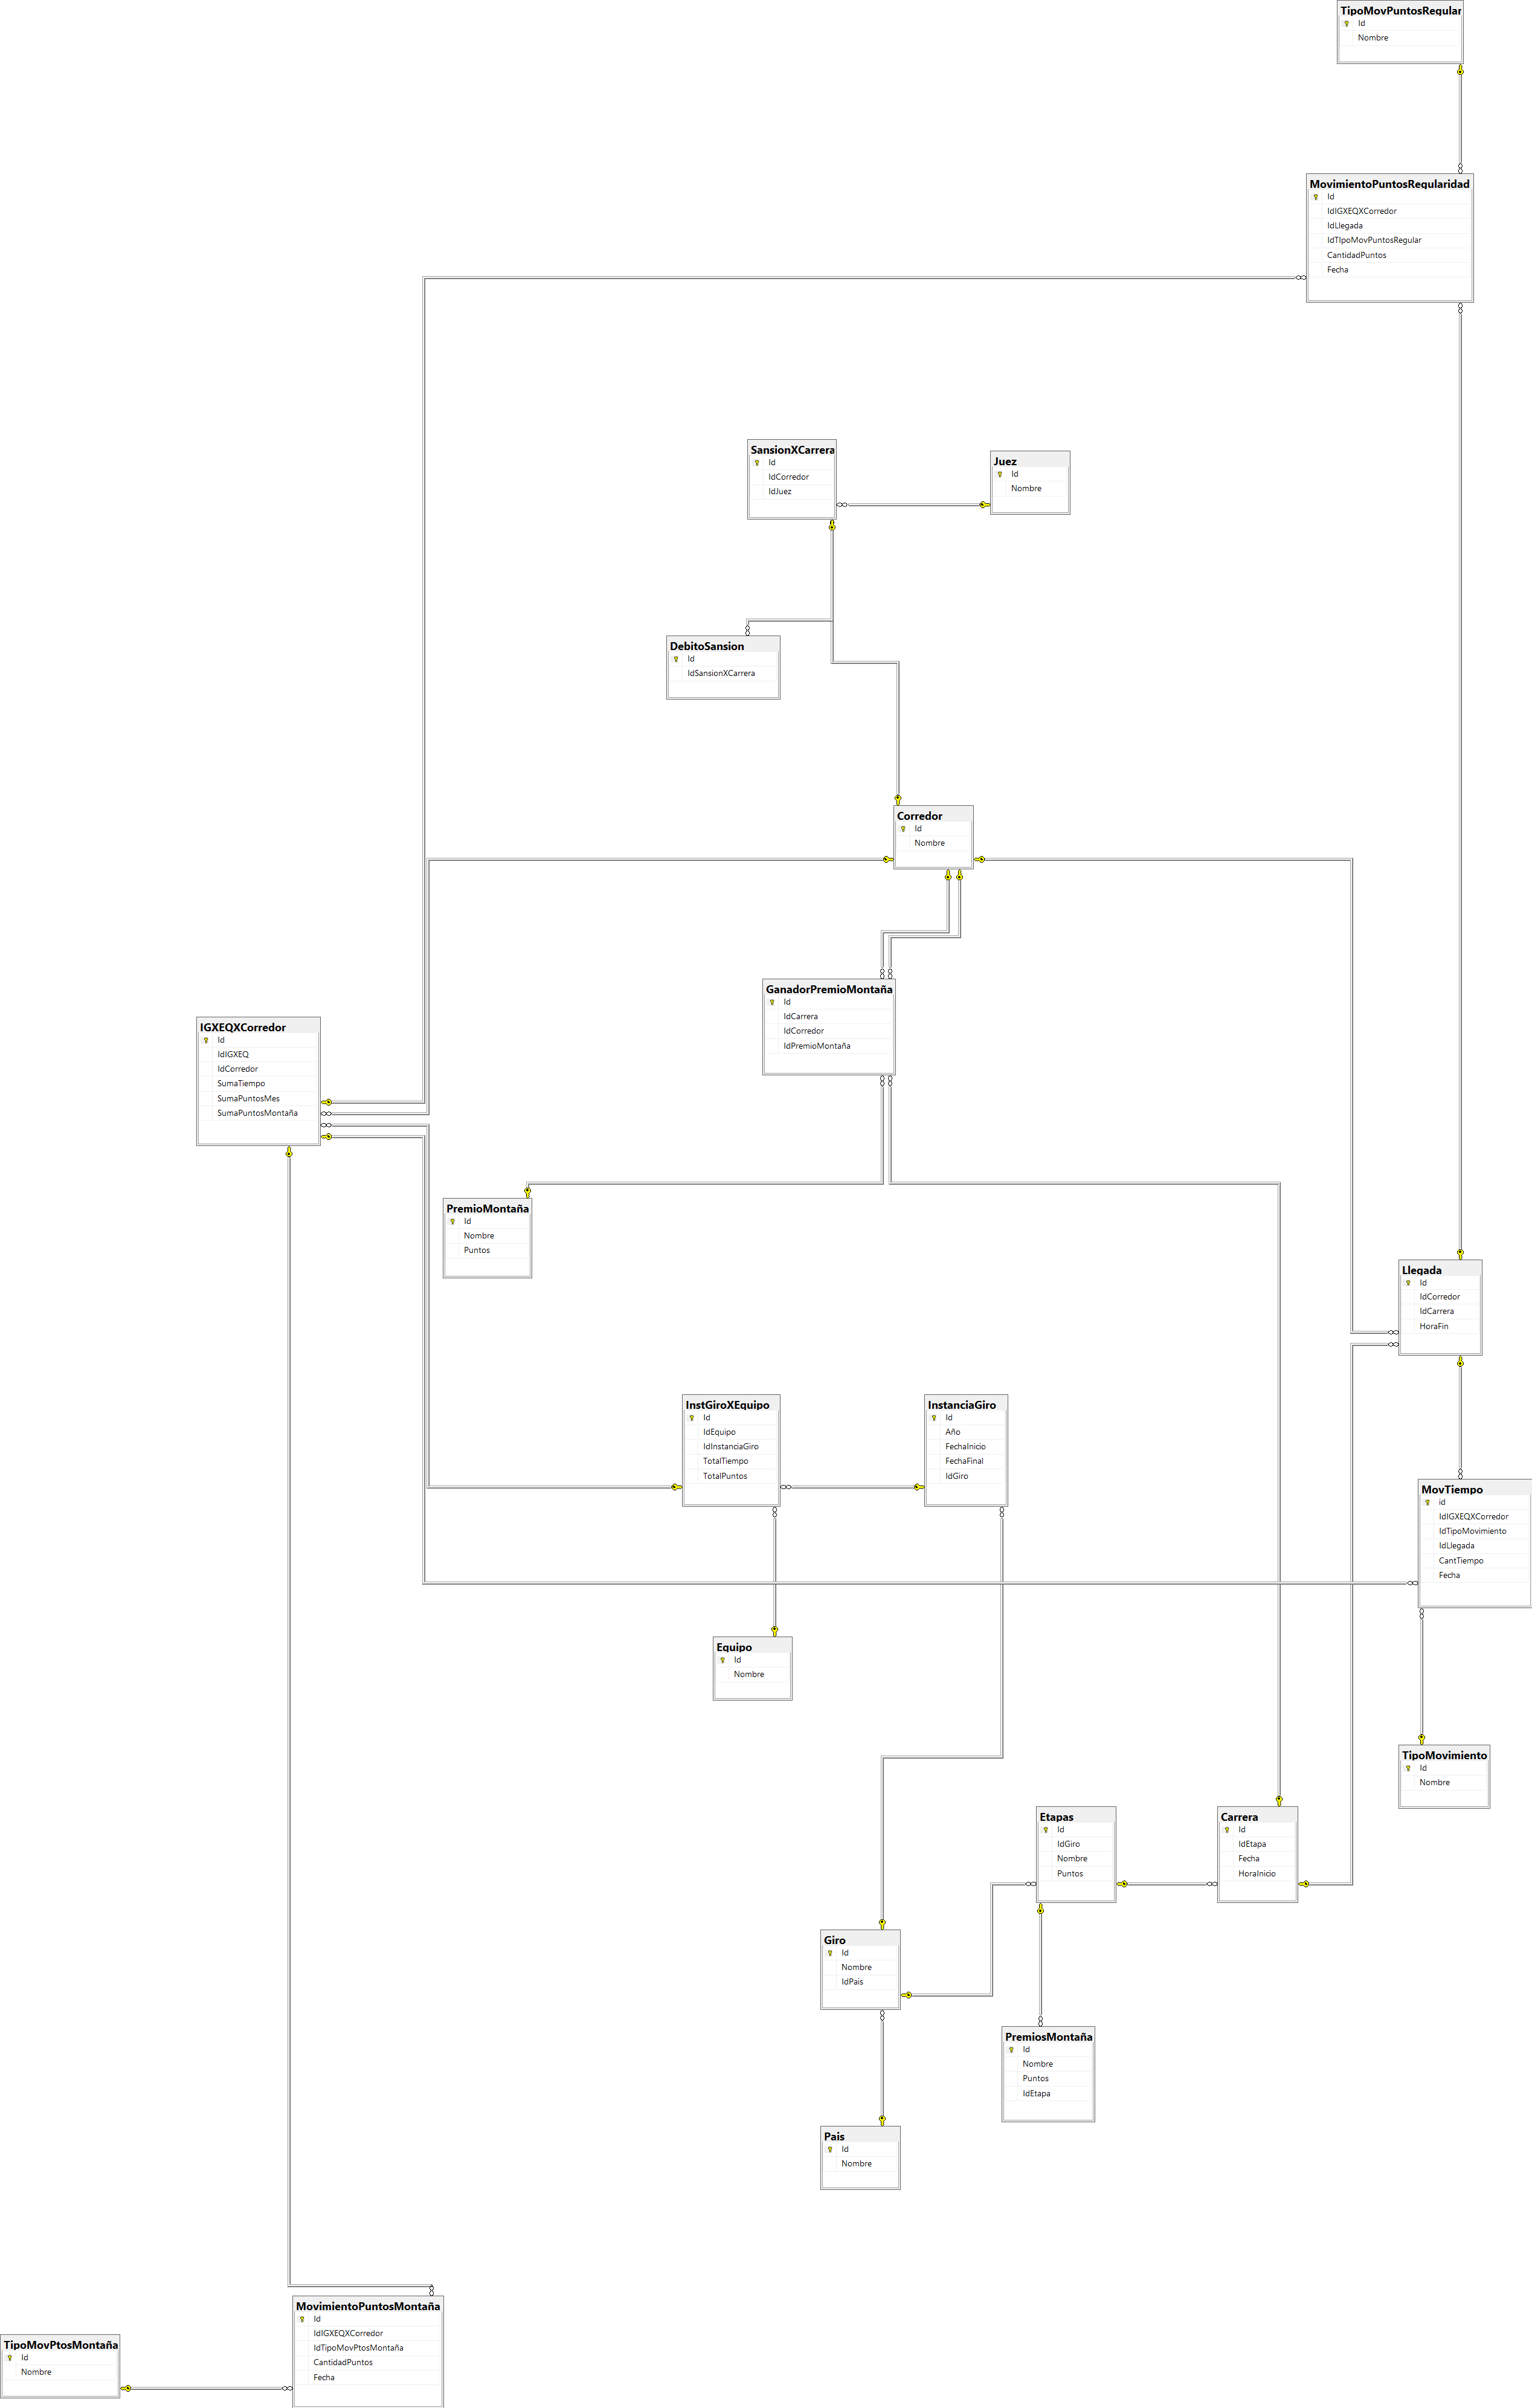 TipoMovPuntosRegular
Id
Nombre
MovimientoPuntosRegularidad
Id
IdIGXEQXCorredor
IdLlegada
IdTIpoMovPuntosRegular
CantidadPuntos
Fecha
SansionXCarrera
Id
IdCorredor
IdJuez
Juez
Id
Nombre
DebitoSansion
Id
IdSansionXCarrera
Corredor
Id
Nombre
GanadorPremioMontaña
Id
IdCarrera
IdCorredor
IdPremioMontaña
IGXEQXCorredor
Id
IdIGXEQ
IdCorredor
SumaTiempo
SumaPuntosMes
SumaPuntosMontaña
PremioMontaña
Id
Nombre
Puntos
Llegada
Id
IdCorredor
IdCarrera
HoraFin
InstGiroXEquipo
Id
IdEquipo
IdInstanciaGiro
TotalTiempo
TotalPuntos
InstanciaGiro
Id
Año
FechaInicio
FechaFinal
IdGiro
MovTiempo
id
IdIGXEQXCorredor
IdTipoMovimiento
IdLlegada
CantTiempo
Fecha
Equipo
Id
Nombre
TipoMovimiento
Id
Nombre
Etapas
Id
IdGiro
Nombre
Puntos
Carrera
Id
IdEtapa
Fecha
HoraInicio
Giro
Id
Nombre
IdPais
PremiosMontaña
Id
Nombre
Puntos
IdEtapa
Pais
Id
Nombre
MovimientoPuntosMontaña
Id
IdIGXEQXCorredor
IdTipoMovPtosMontaña
CantidadPuntos
Fecha
TipoMovPtosMontaña
Id
Nombre